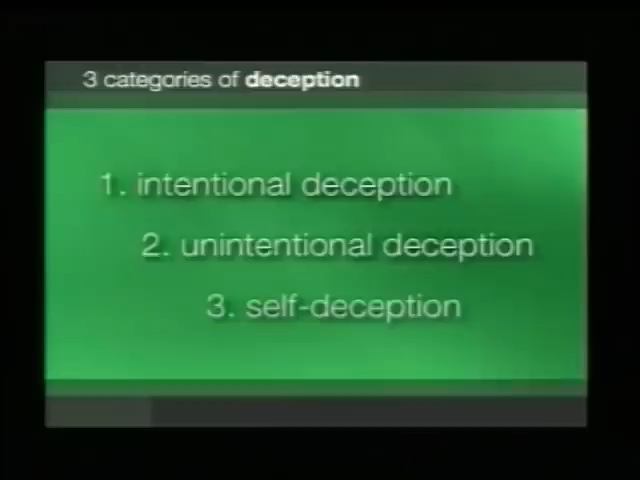 3 categories of deception
1. intentional deception
2. unintentional deception
3. self-deception